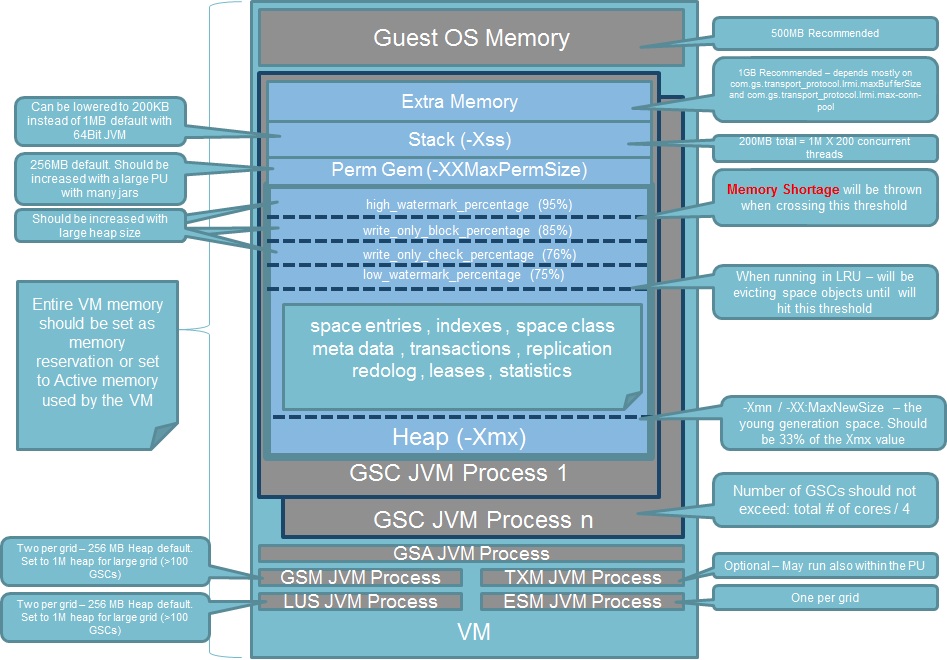 Guest OS Memory
500MB Recommended
1GB Recommended – depends mostly on
com.gs.transport_protocol.lrmi.maxBufferSize
and com.gs.transport_protocol.lrmi.max-conn-
pool
Extra Memory
Can be lowered to 200KB
instead of 1MB default with
64Bit JVM
Stack (-Xss)
200MB total = 1M X 200 concurrent
threads
256MB default. Should be
increased with a large PU
with many jars
Perm Gem (-XXMaxPermSize)
Memory Shortage will be thrown
when crossing this threshold
Should be increased with
large heap size
high_watermark_percentage (95%)
write_only_block_percentage (85%)
write_only_check_percentage (76%)
low_watermark_percentage (75%)
When running in LRU – will be
evicting space objects until will
hit this threshold
Entire VM memory
should be set as
memory
reservation or set
to Active memory
used by the VM
space entries , indexes , space class
meta data , transactions , replication
redolog , leases , statistics
-Xmn / -XX:MaxNewSize – the
young generation space. Should
be 33% of the Xmx value
Heap (-Xmx)
GSC JVM Process 1
Number of GSCs should not
exceed: total # of cores / 4
GSC JVM Process n
GSA JVM Process
Two per grid – 256 MB Heap default.
Set to 1M heap for large grid (>100
GSCs)
GSM JVM Process
TXM JVM Process
Optional – May run also within the PU
Two per grid – 256 MB Heap default.
Set to 1M heap for large grid (>100
GSCs)
LUS JVM Process
ESM JVM Process
One per grid
VM